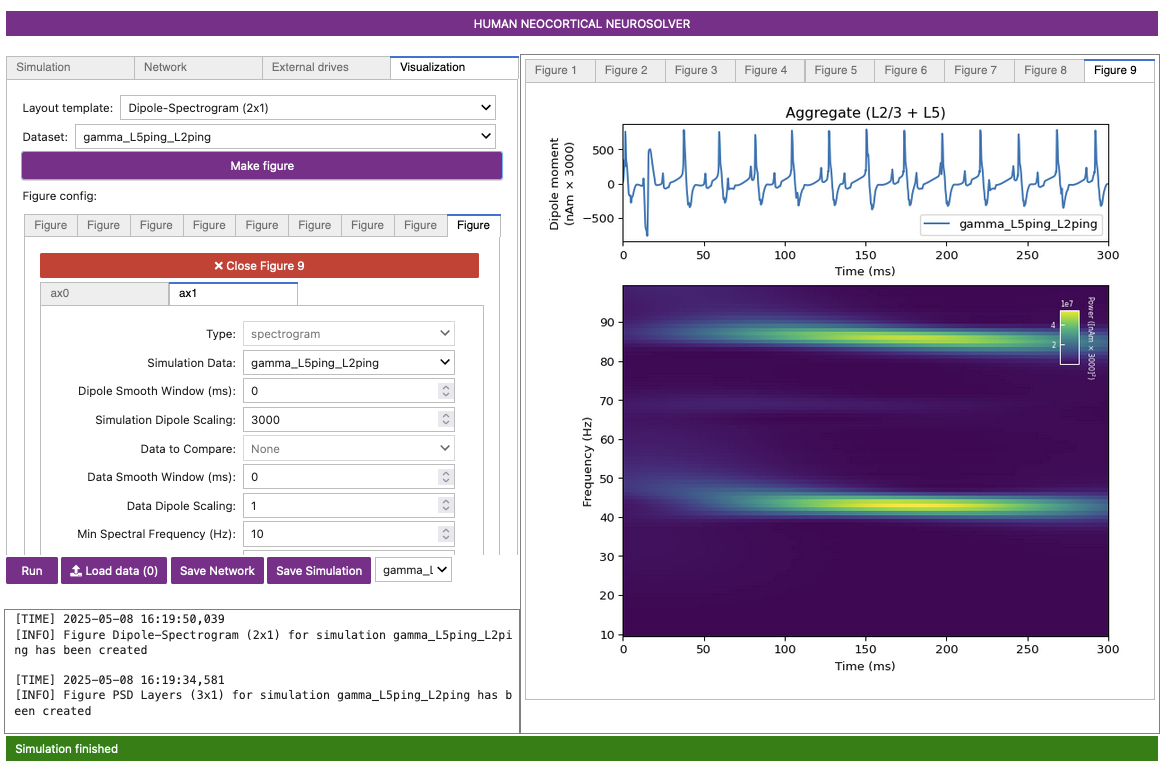 HUMAN NEOCORTICAL NEUROSOLVER
Simulation Network External drives Visualization
Layout template: Dipole-Spectrogram (2x1)
Dataset: gamma_L5ping_L2ping
Make figure
Figure config:
Figure Figure Figure Figure Figure Figure Figure Figure Figure
✕ Close Figure 9
ax0 ax1
Type: spectrogram
Simulation Data: gamma_L5ping_L2ping
Dipole Smooth Window (ms): 0
Simulation Dipole Scaling: 3000
Data to Compare: None
Data Smooth Window (ms): 0
Data Dipole Scaling: 1
Min Spectral Frequency (Hz): 10
Run Load data (0) Save Network Save Simulation gamma_L
[TIME] 2025-05-08 16:19:50,039
[INFO] Figure Dipole-Spectrogram (2x1) for simulation gamma_L5ping_L2pi
ng has been created
[TIME] 2025-05-08 16:19:34,581
[INFO] Figure PSD Layers (3x1) for simulation gamma_L5ping_L2ping has b
een created
Figure 1 Figure 2 Figure 3 Figure 4 Figure 5 Figure 6 Figure 7 Figure 8 Figure 9
Aggregate (L2/3 + L5)
Dipole moment
(nAm × 3000)
500
0
−500
gamma_L5ping_L2ping
0 50 100 150 200 250 300
Time (ms)
Frequency (Hz)
90
80
70
60
50
40
30
20
10
1e7
4
2
Power ([nAm × 3000]²)
0 50 100 150 200 250 300
Time (ms)
Simulation finished